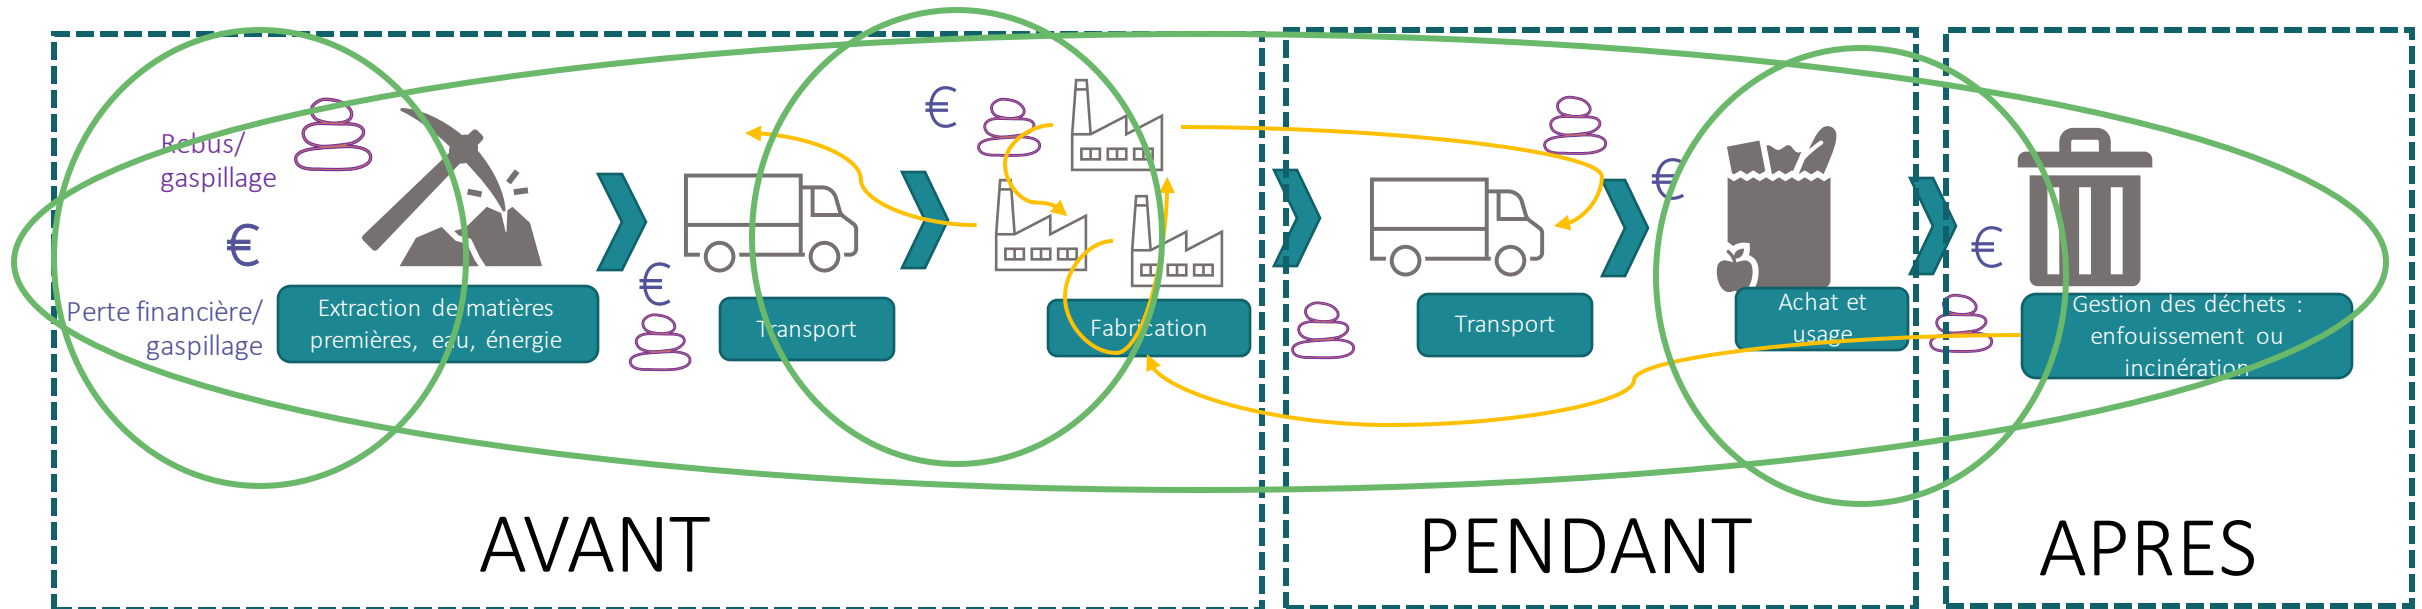 Rebus/
gaspillage
€
Perte financière/
gaspillage
Extraction de matières
premières, eau, énergie
€
Transport
€
Fabrication
Transport
€
Achat et
usage
€
Gestion des déchets :
enfouissement ou
incinération
AVANT
PENDANT
APRES